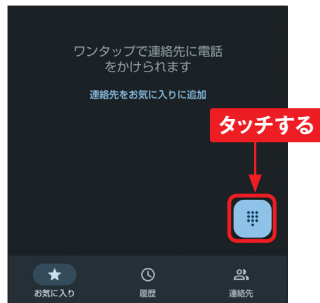 ワンタップで連絡先に電話
をかけられます
連絡先をお気に入りに追加
タッチする
お気に入り
履歴
連絡先